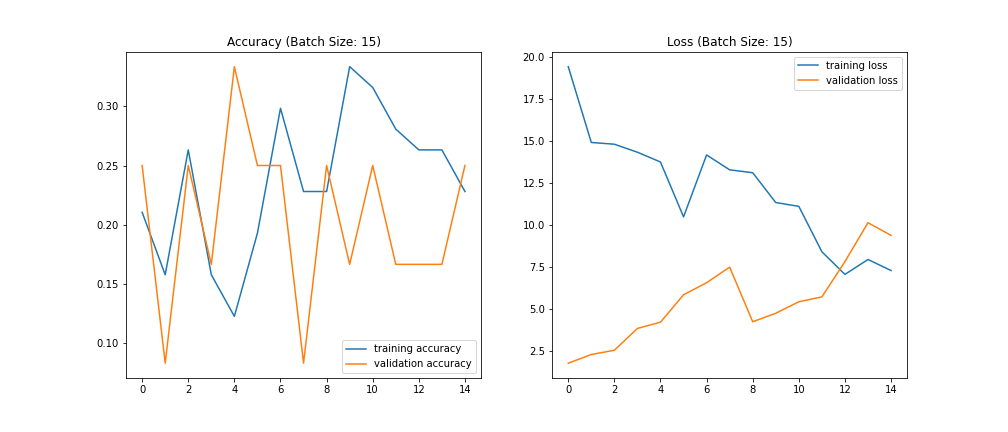 Accuracy (Batch Size: 15)
0.30
0.25
0.20
0.15
0.10
0 2 4 6 8 10 12 14
training accuracy
validation accuracy
Loss (Batch Size: 15)
20.0
17.5
15.0
12.5
10.0
7.5
5.0
2.5
0 2 4 6 8 10 12 14
training loss
validation loss